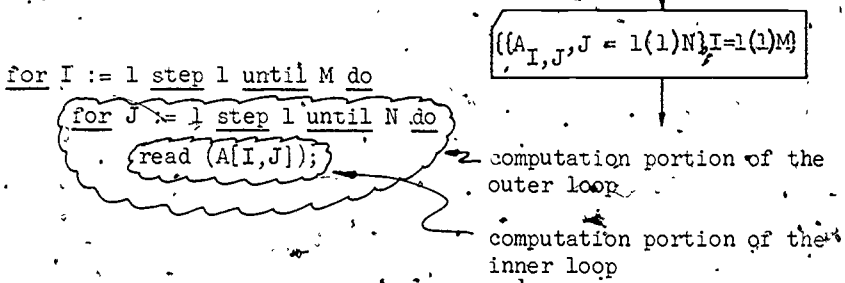 {{A_I,J, J = 1(1)N}, I=1(1)M}
for I := 1 step 1 until M do
for J := 1 step 1 until N do
read (A[I,J]);
computation portion of the
outer loop
computation portion of the
inner loop